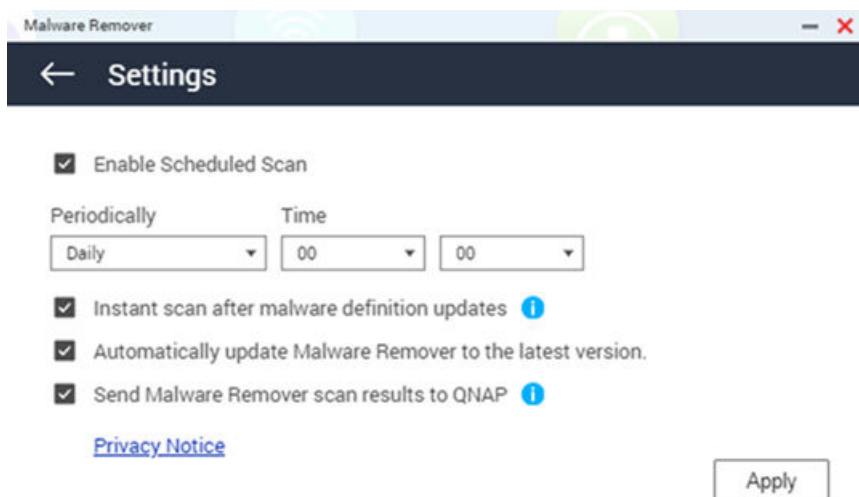 Malware Remover
Settings
Enable Scheduled Scan
Periodically Time
Daily 00 00
Instant scan after malware definition updates
Automatically update Malware Remover to the latest version.
Send Malware Remover scan results to QNAP
Privacy Notice
Apply